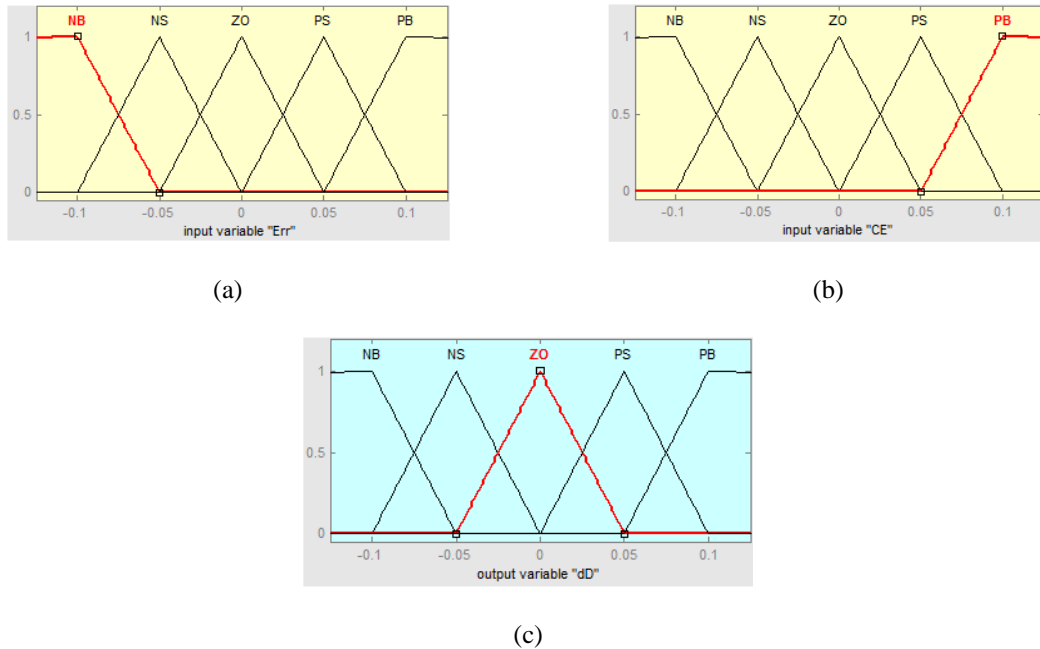 NB NS ZO PS PB
1
0.5
0
-0.1 -0.05 0 0.05 0.1
input variable "Err"
(a)
NB NS ZO PS PB
1
0.5
0
-0.1 -0.05 0 0.05 0.1
input variable "CE"
(b)
NB NS ZO PS PB
1
0.5
0
-0.1 -0.05 0 0.05 0.1
output variable "dD"
(c)